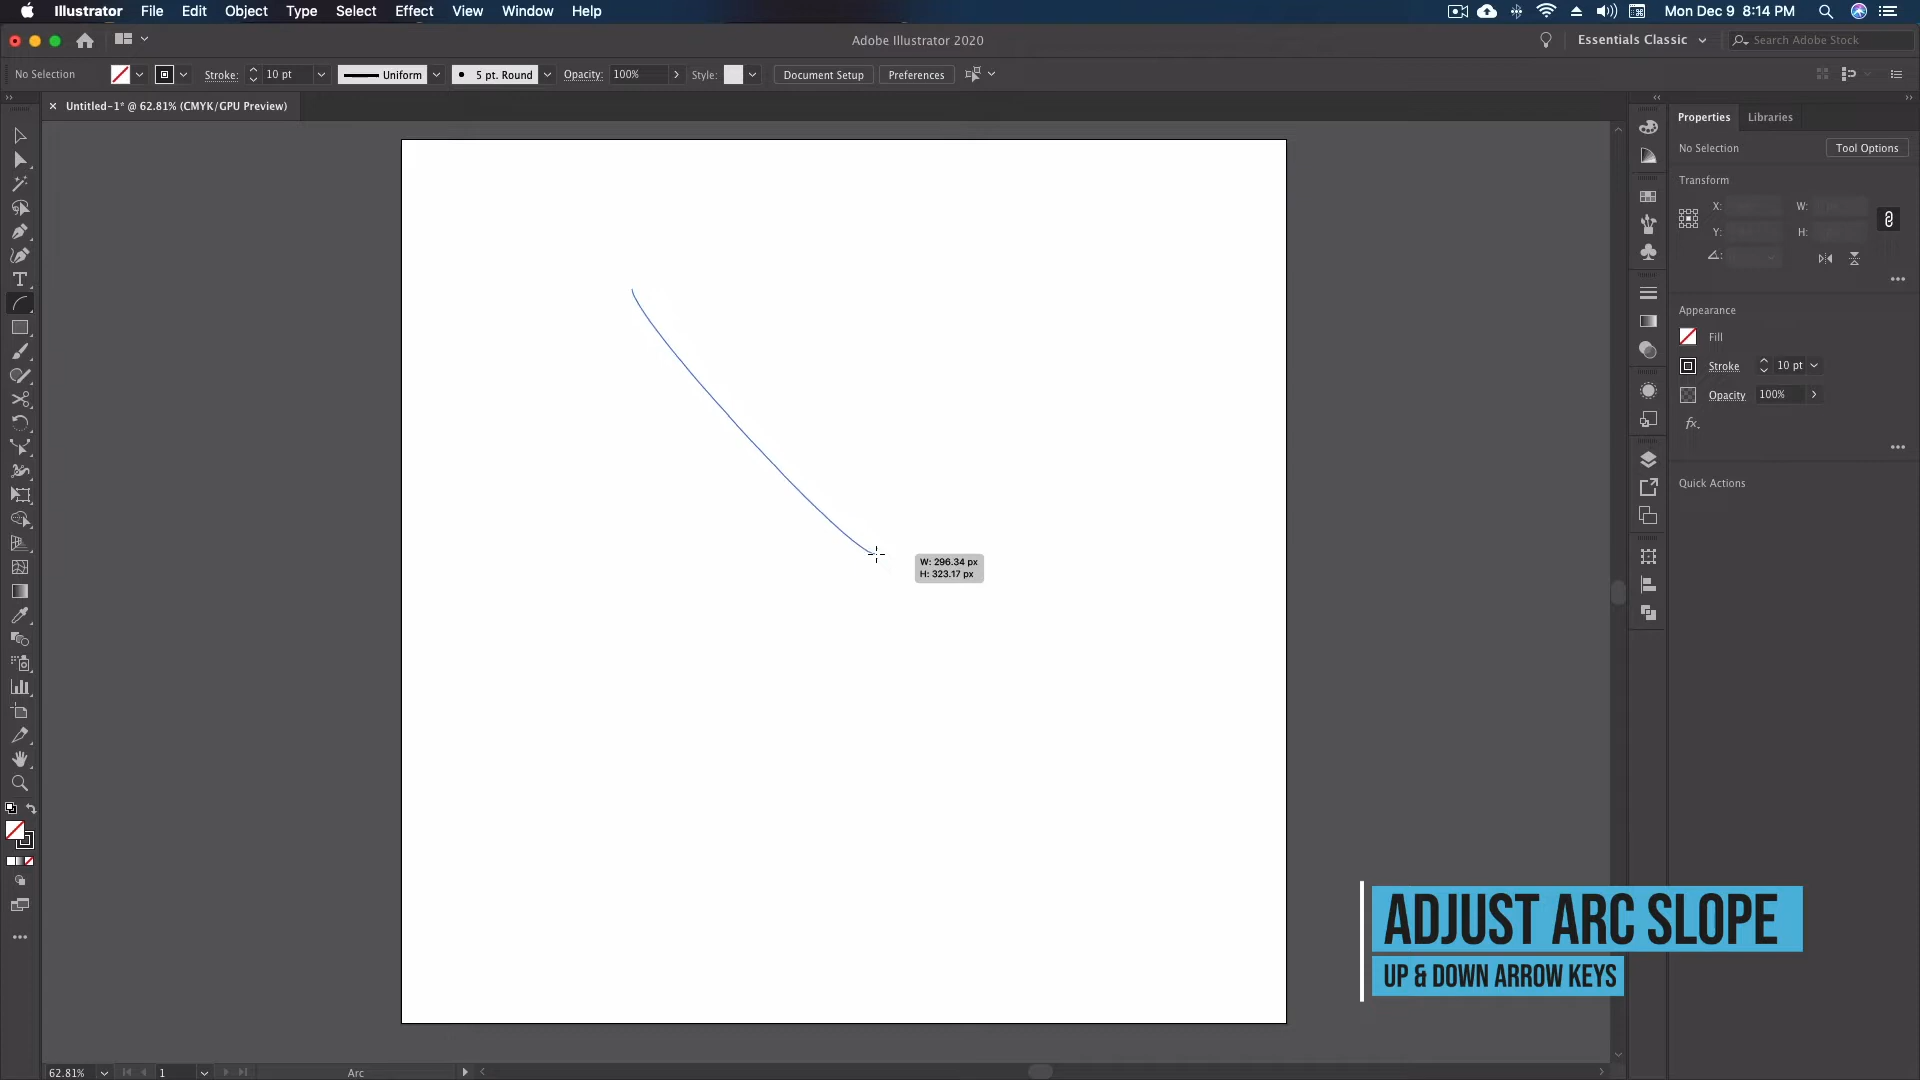 Illustrator File Edit Object Type Select Effect View Window Help Mon Dec 9 8:14 PM
Adobe Illustrator 2020 Essentials Classic Search Adobe Stock
No Selection Stroke: 10 pt Uniform 5 pt. Round Opacity: 100% Style: Document Setup Preferences
Untitled-1* @ 62.81% (CMYK/GPU Preview)
Properties Libraries
No Selection Tool Options
Transform
X: W:
Y: H:
Appearance
Fill
Stroke 10 pt
Opacity 100%
fx.
Quick Actions
W: 296.34 px
H: 323.17 px
ADJUST ARC SLOPE
UP & DOWN ARROW KEYS
62.81% 1 Arc